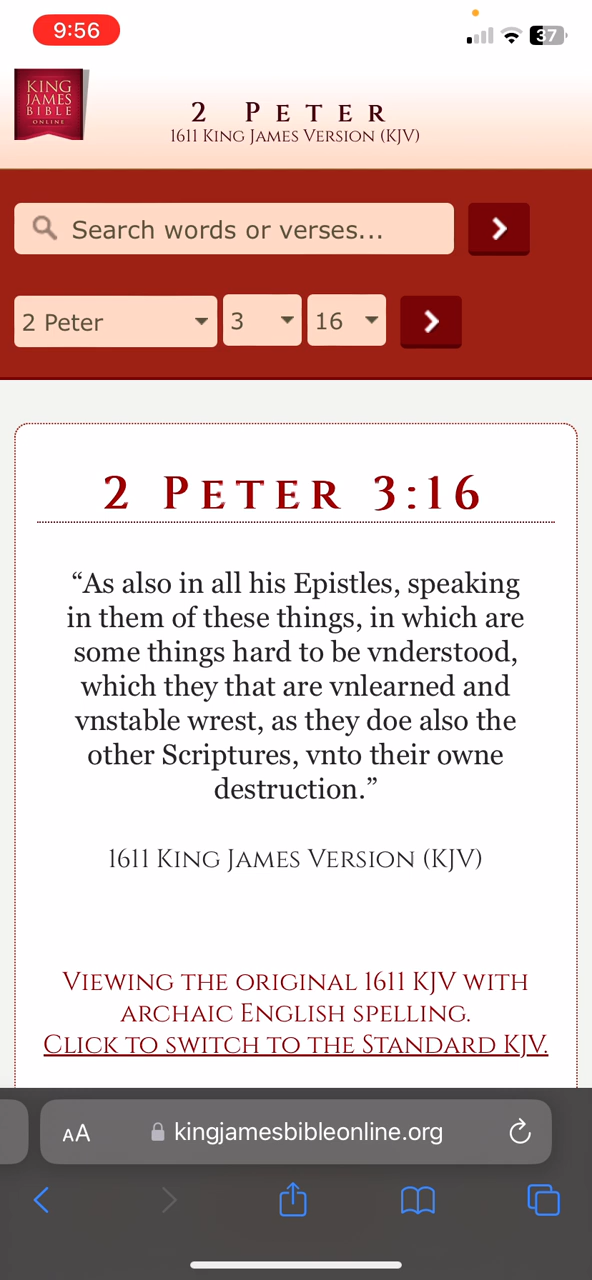 9:56
37
KING
JAMES
BIBLE
ONLINE
2 PETER
1611 KING JAMES VERSION (KJV)
Search words or verses...
2 Peter 3 16
2 PETER 3:16
“As also in all his Epistles, speaking
in them of these things, in which are
some things hard to be vnderstood,
which they that are vnlearned and
vnstable wrest, as they doe also the
other Scriptures, vnto their owne
destruction.”
1611 KING JAMES VERSION (KJV)
VIEWING THE ORIGINAL 1611 KJV WITH
ARCHAIC ENGLISH SPELLING.
CLICK TO SWITCH TO THE STANDARD KJV.
AA kingjamesbibleonline.org